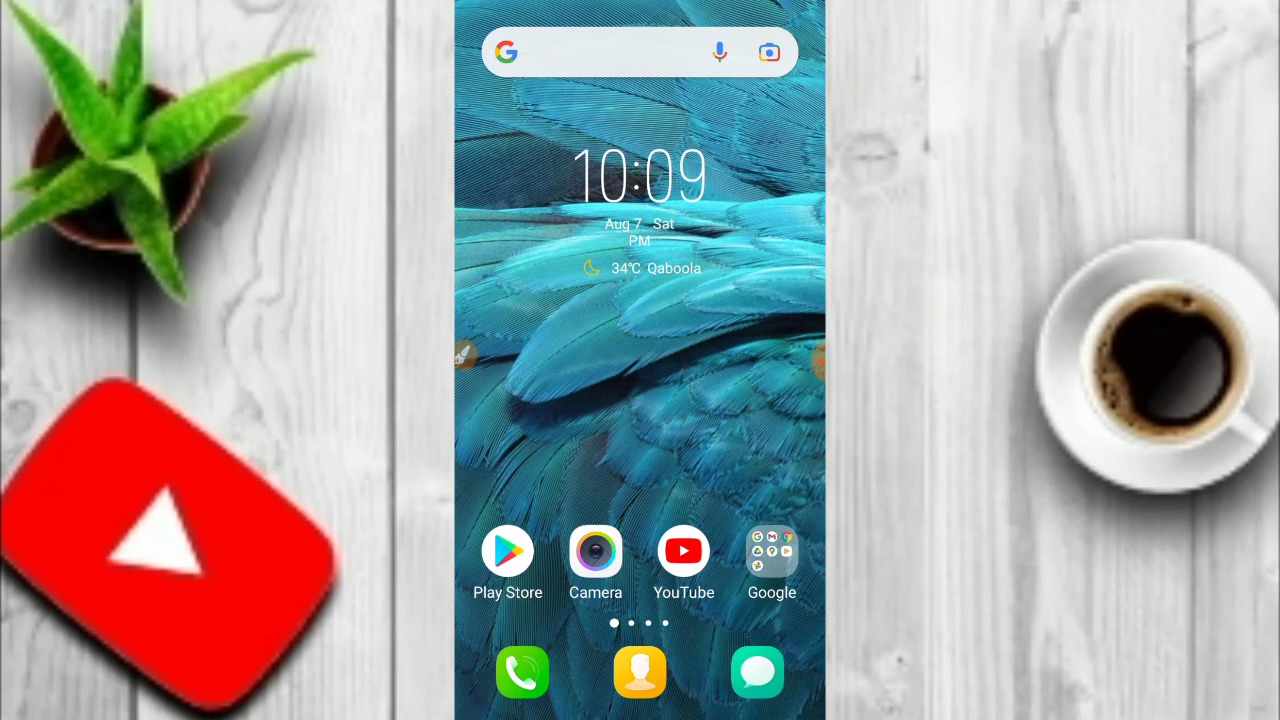 10:09
Aug 7 Sat
PM
34℃ Qaboola
Play Store Camera YouTube Google